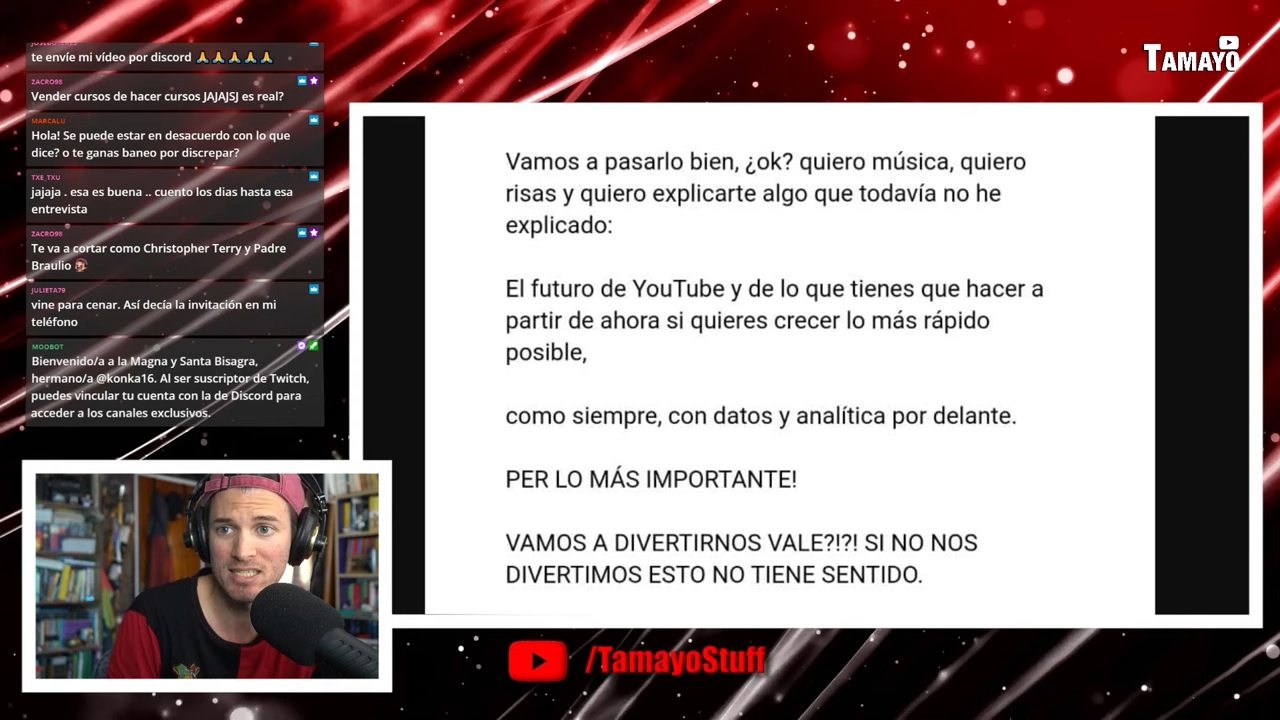 te envíe mi vídeo por discord 🙏🙏🙏🙏🙏
ZACRO98
Vender cursos de hacer cursos JAJAJSJ es real?
MARCALU
Hola! Se puede estar en desacuerdo con lo que
dice? o te ganas baneo por discrepar?
TXE_TXU
jajaja . esa es buena .. cuento los dias hasta esa
entrevista
ZACRO98
Te va a cortar como Christopher Terry y Padre
Braulio
JULIETA79
vine para cenar. Así decía la invitación en mi
teléfono
MOOBOT
Bienvenido/a a la Magna y Santa Bisagra,
hermano/a @konka16. Al ser suscriptor de Twitch,
puedes vincular tu cuenta con la de Discord para
acceder a los canales exclusivos.
TAMAYO
Vamos a pasarlo bien, ¿ok? quiero música, quiero
risas y quiero explicarte algo que todavía no he
explicado:
El futuro de YouTube y de lo que tienes que hacer a
partir de ahora si quieres crecer lo más rápido
posible,
como siempre, con datos y analítica por delante.
PER LO MÁS IMPORTANTE!
VAMOS A DIVERTIRNOS VALE?!?! SI NO NOS
DIVERTIMOS ESTO NO TIENE SENTIDO.
/TamayoStuff